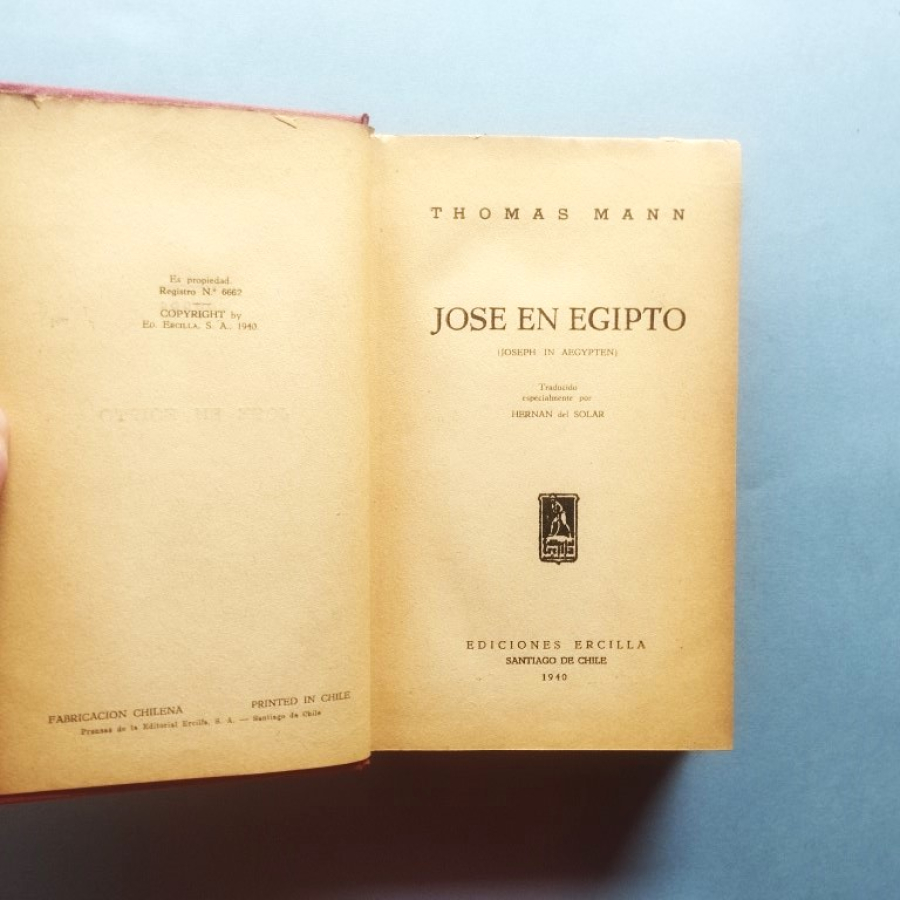 Es propiedad.
Registro N.º 6662
COPYRIGHT by
ED. ERCILLA, S. A., 1940
FABRICACION CHILENA
PRINTED IN CHILE
Prensas de la Editorial Ercilla, S. A. — Santiago de Chile
THOMAS MANN
JOSE EN EGIPTO
(JOSEPH IN AEGYPTEN)
Traducido
especialmente por
HERNAN del SOLAR
EDICIONES ERCILLA
SANTIAGO DE CHILE
1940